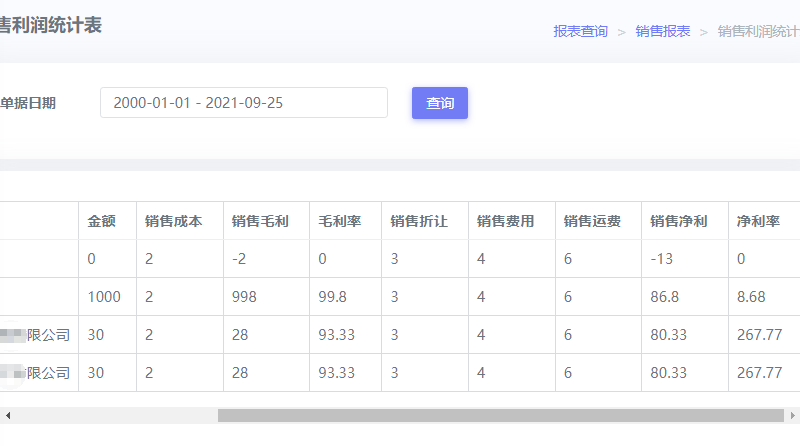 售利润统计表
报表查询 > 销售报表 > 销售利润统计
单据日期 2000-01-01 - 2021-09-25 查询
金额 销售成本 销售毛利 毛利率 销售折让 销售费用 销售运费 销售净利 净利率
0 2 -2 0 3 4 6 -13 0
1000 2 998 99.8 3 4 6 86.8 8.68
限公司 30 2 28 93.33 3 4 6 80.33 267.77
限公司 30 2 28 93.33 3 4 6 80.33 267.77